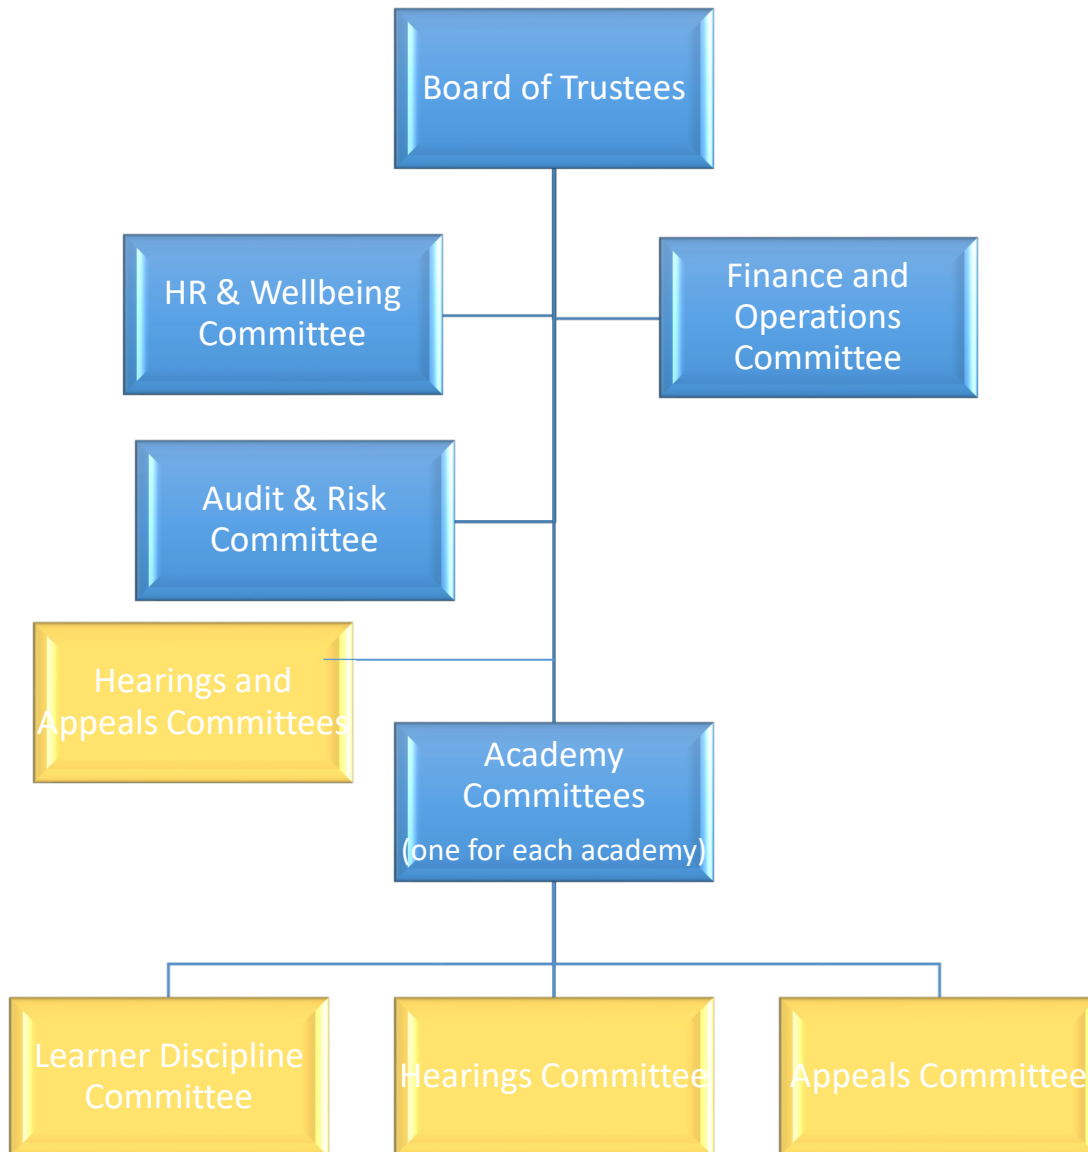 Board of Trustees
HR & Wellbeing
Committee
Finance and
Operations
Committee
Audit & Risk
Committee
Hearings and
Appeals Committees
Academy
Committees
(one for each academy)
Learner Discipline
Committee
Hearings Committee
Appeals Committee